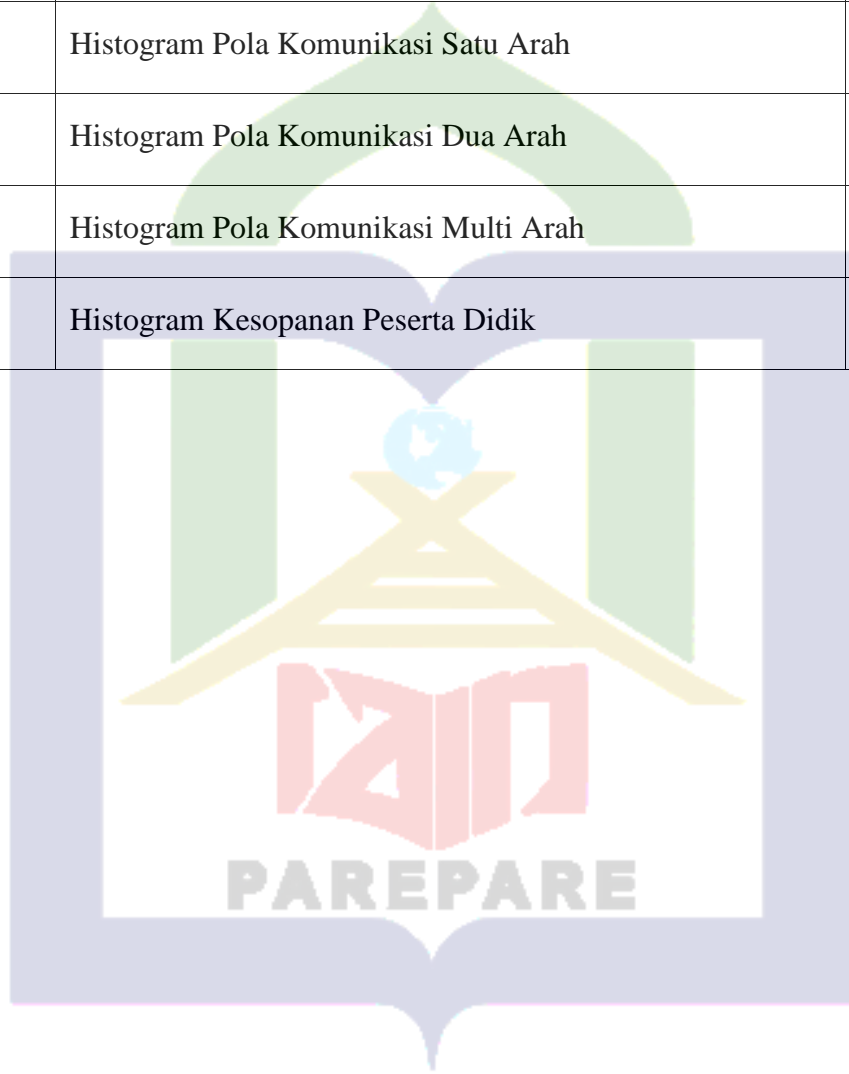 Histogram Pola Komunikasi Satu Arah
Histogram Pola Komunikasi Dua Arah
Histogram Pola Komunikasi Multi Arah
Histogram Kesopanan Peserta Didik
iain
PAREPARE